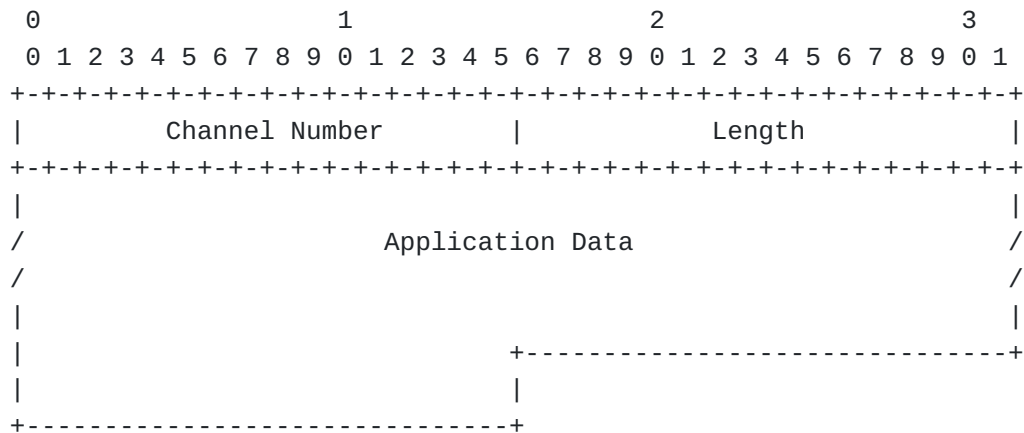 0                   1                   2                   3
 0 1 2 3 4 5 6 7 8 9 0 1 2 3 4 5 6 7 8 9 0 1 2 3 4 5 6 7 8 9 0 1
+-+-+-+-+-+-+-+-+-+-+-+-+-+-+-+-+-+-+-+-+-+-+-+-+-+-+-+-+-+-+-+-+
|         Channel Number        |            Length             |
+-+-+-+-+-+-+-+-+-+-+-+-+-+-+-+-+-+-+-+-+-+-+-+-+-+-+-+-+-+-+-+-+
|                                                               |
/                       Application Data                        /
/                                                               /
|                                                               |
|                               +-------------------------------+
|                               |
+-------------------------------+